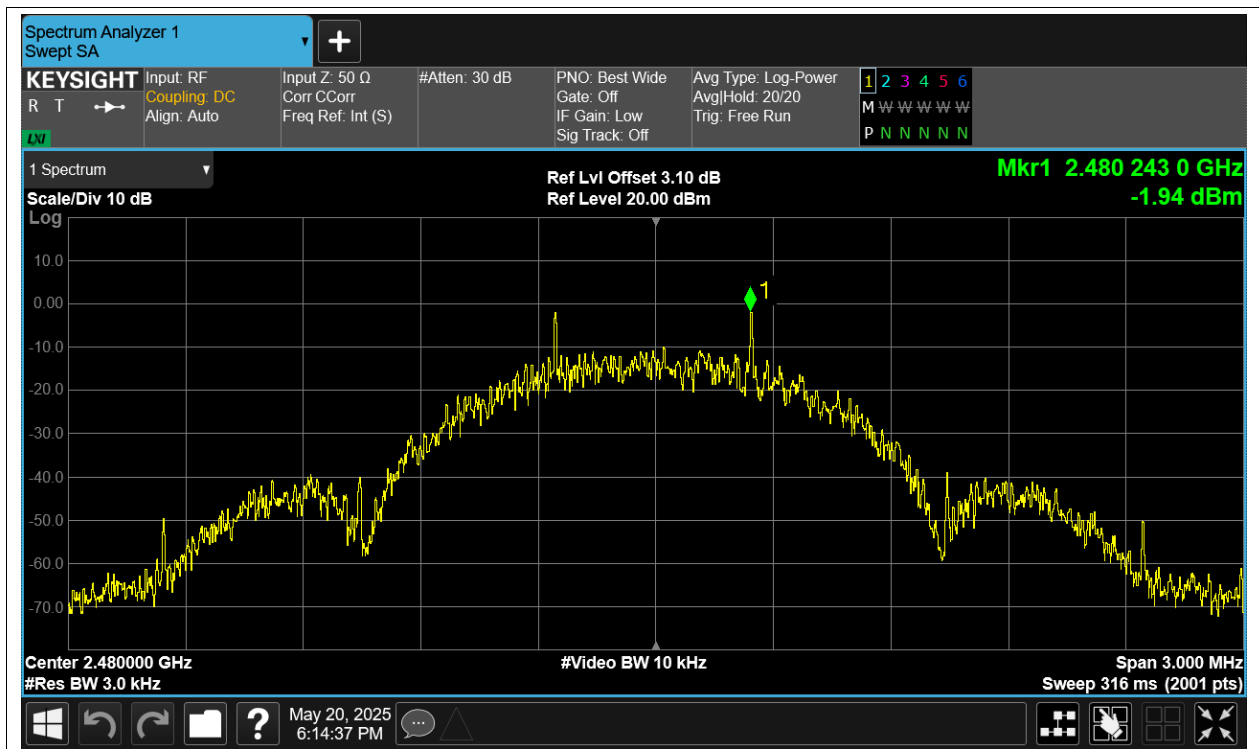 Spectrum Analyzer 1
Swept SA
+
KEYSIGHT
R T
LXI
Input: RF
Coupling: DC
Align: Auto
Input Z: 50 Ω
Corr CCorr
Freq Ref: Int (S)
#Atten: 30 dB
PNO: Best Wide
Gate: Off
IF Gain: Low
Sig Track: Off
Avg Type: Log-Power
Avg|Hold: 20/20
Trig: Free Run
1 2 3 4 5 6
M W W W W W
P N N N N N
1 Spectrum
Scale/Div 10 dB
Ref Lvl Offset 3.10 dB
Ref Level 20.00 dBm
Mkr1 2.480 243 0 GHz
-1.94 dBm
Log
10.0
0.00
-10.0
-20.0
-30.0
-40.0
-50.0
-60.0
-70.0
1
Center 2.480000 GHz
#Video BW 10 kHz
Span 3.000 MHz
#Res BW 3.0 kHz
Sweep 316 ms (2001 pts)
?
May 20, 2025
6:14:37 PM